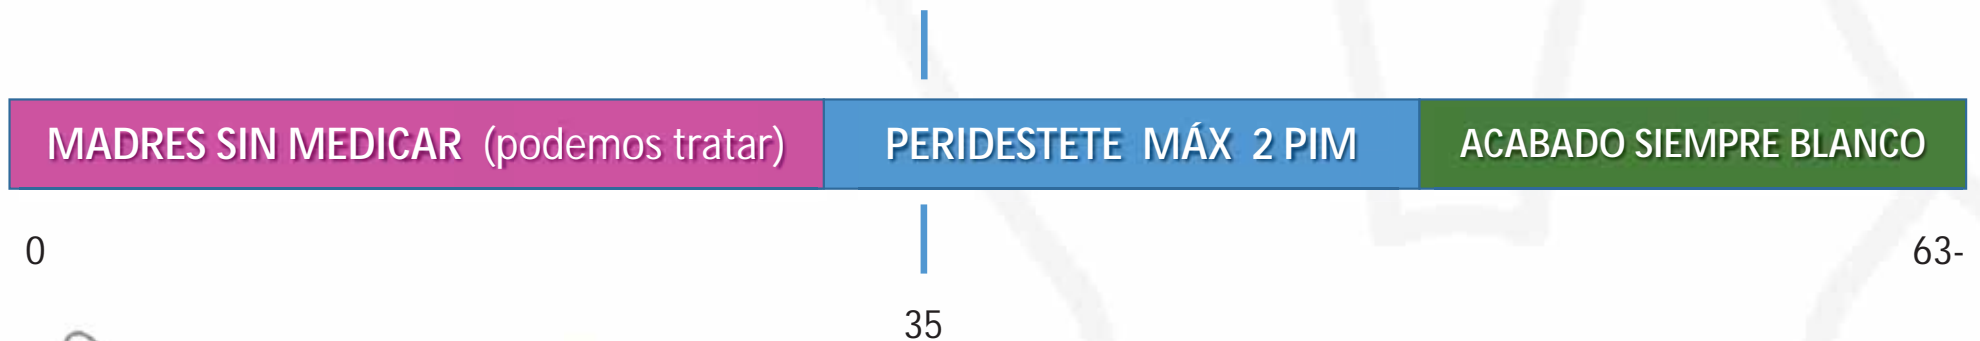 MADRES SIN MEDICAR (podemos tratar)
PERIDESTETE MÁX 2 PIM
ACABADO SIEMPRE BLANCO
0
63-
35